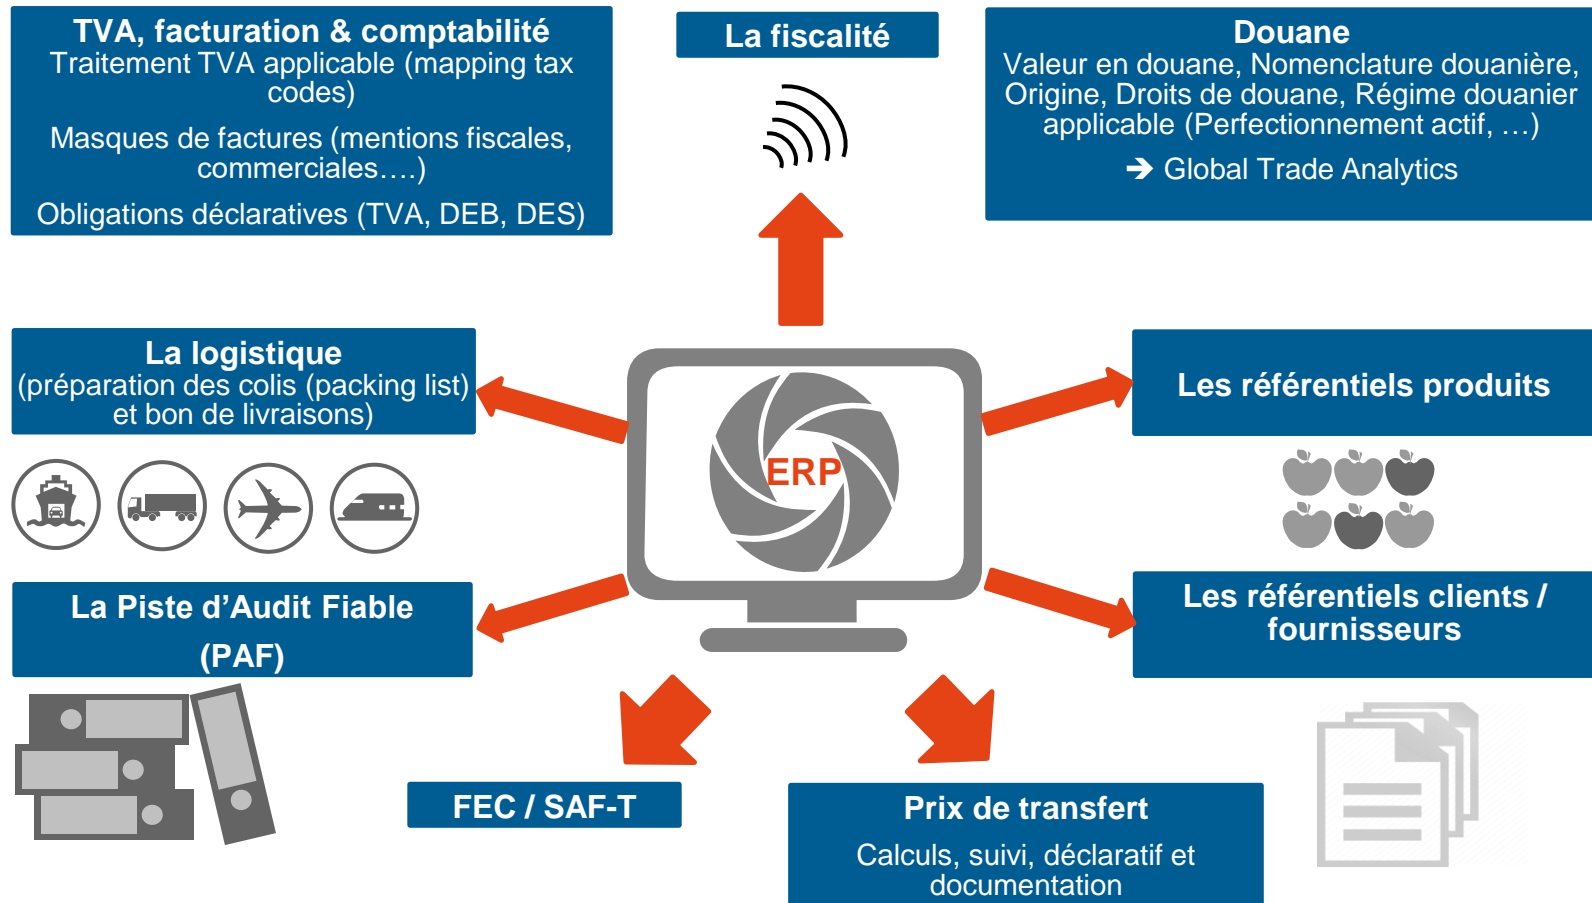 TVA, facturation & comptabilité
Traitement TVA applicable (mapping tax
codes)
Masques de factures (mentions fiscales,
commerciales….)
Obligations déclaratives (TVA, DEB, DES)
La fiscalité
Douane
Valeur en douane, Nomenclature douanière,
Origine, Droits de douane, Régime douanier
applicable (Perfectionnement actif, …)
➔ Global Trade Analytics
La logistique
(préparation des colis (packing list)
et bon de livraisons)
ERP
Les référentiels produits
La Piste d’Audit Fiable
(PAF)
Les référentiels clients /
fournisseurs
FEC / SAF-T
Prix de transfert
Calculs, suivi, déclaratif et
documentation